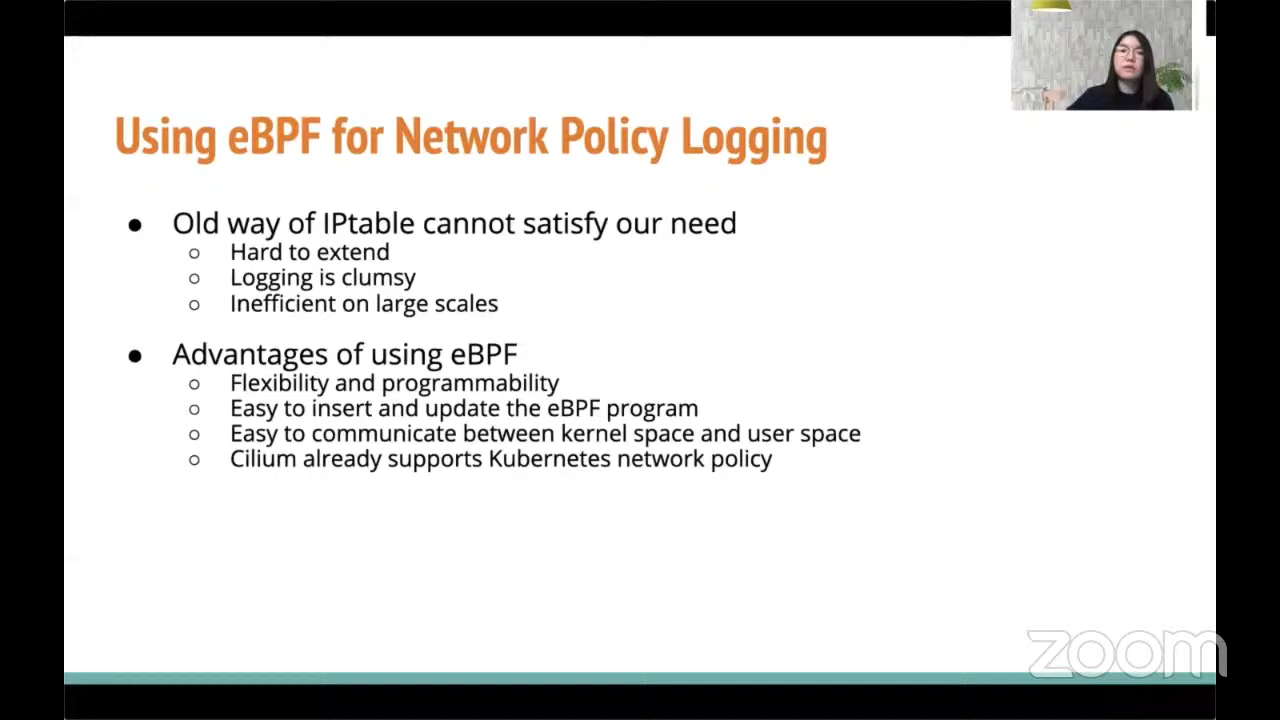 Using eBPF for Network Policy Logging
● Old way of IPtable cannot satisfy our need
○ Hard to extend
○ Logging is clumsy
○ Inefficient on large scales
● Advantages of using eBPF
○ Flexibility and programmability
○ Easy to insert and update the eBPF program
○ Easy to communicate between kernel space and user space
○ Cilium already supports Kubernetes network policy
zoom